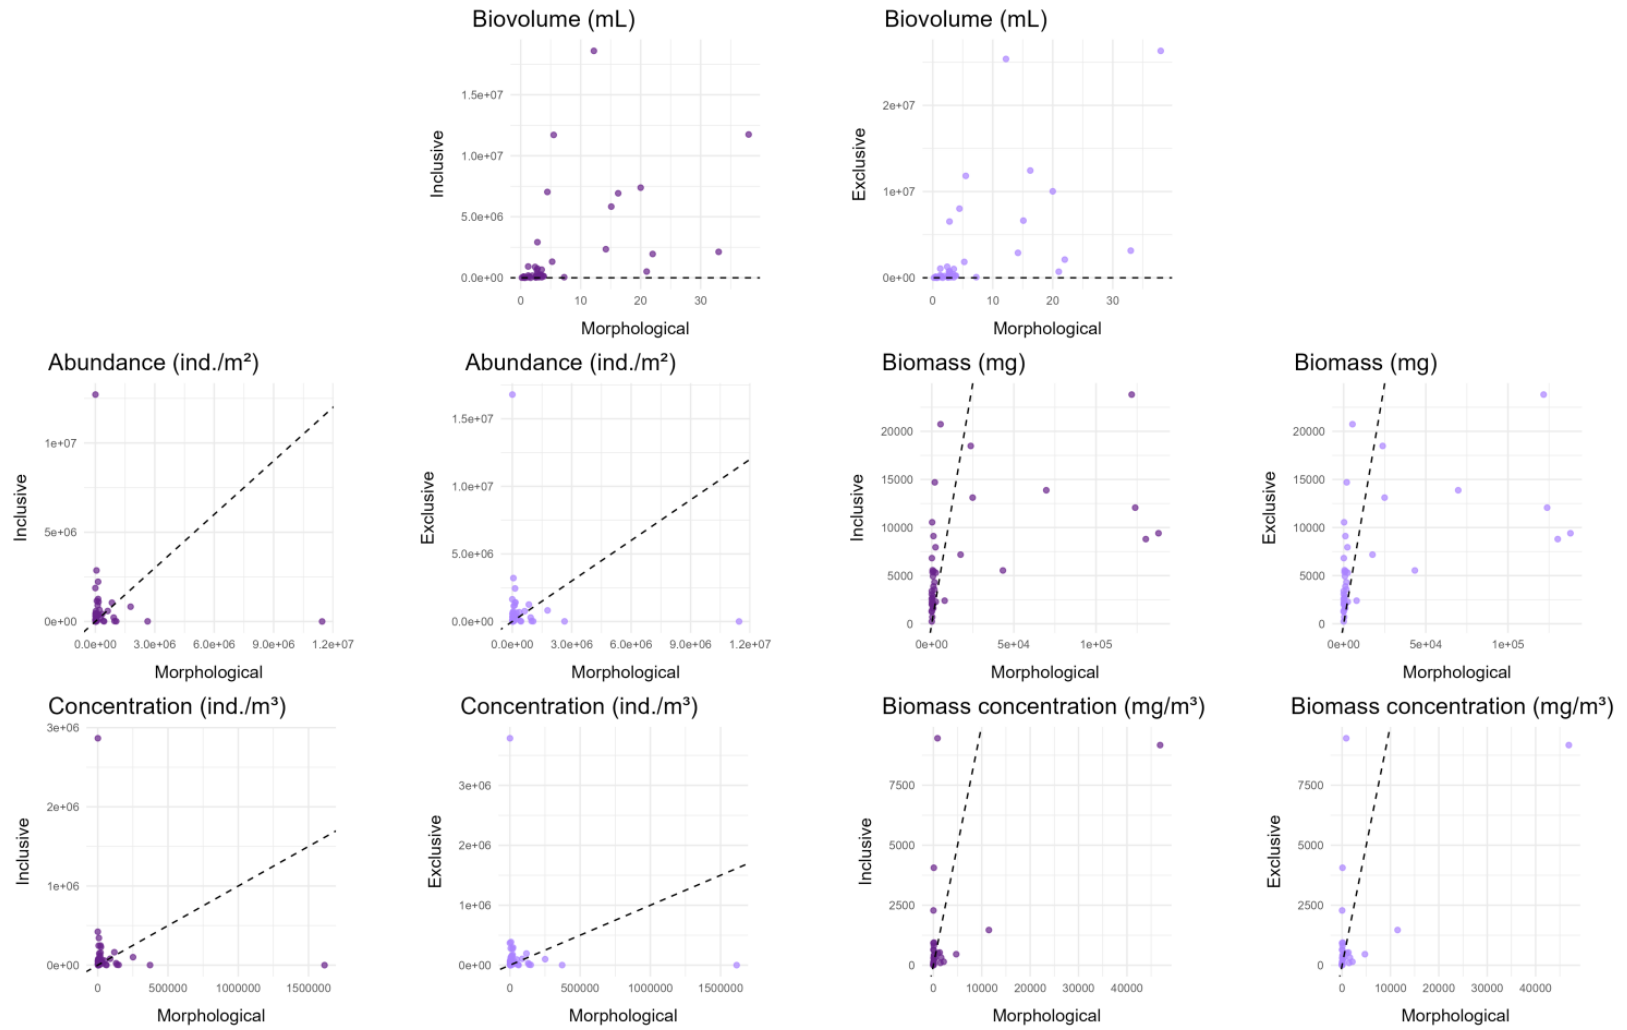 Biovolume (mL)
Inclusive
1.5e+07
1.0e+07
5.0e+06
0.0e+00
0 10 20 30
Morphological
Biovolume (mL)
Exclusive
2e+07
1e+07
0e+00
0 10 20 30
Morphological
Abundance (ind./m²)
Inclusive
1e+07
5e+06
0e+00
0.0e+00 3.0e+06 6.0e+06 9.0e+06 1.2e+07
Morphological
Abundance (ind./m²)
Exclusive
1.5e+07
1.0e+07
5.0e+06
0.0e+00
0.0e+00 3.0e+06 6.0e+06 9.0e+06 1.2e+07
Morphological
Biomass (mg)
Inclusive
20000
15000
10000
5000
0
0e+00 5e+04 1e+05
Morphological
Biomass (mg)
Exclusive
20000
15000
10000
5000
0
0e+00 5e+04 1e+05
Morphological
Concentration (ind./m³)
Inclusive
3e+06
2e+06
1e+06
0e+00
0 500000 1000000 1500000
Morphological
Concentration (ind./m³)
Exclusive
3e+06
2e+06
1e+06
0e+00
0 500000 1000000 1500000
Morphological
Biomass concentration (mg/m³)
Inclusive
7500
5000
2500
0
0 10000 20000 30000 40000
Morphological
Biomass concentration (mg/m³)
Exclusive
7500
5000
2500
0
0 10000 20000 30000 40000
Morphological